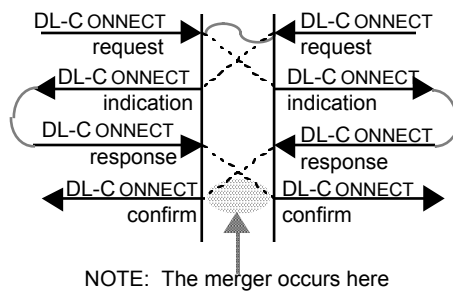 DL-CONNECT DL-CONNECT
request request
DL-CONNECT DL-CONNECT
indication indication
DL-CONNECT DL-CONNECT
response response
DL-CONNECT DL-CONNECT
confirm confirm
NOTE: The merger occurs here